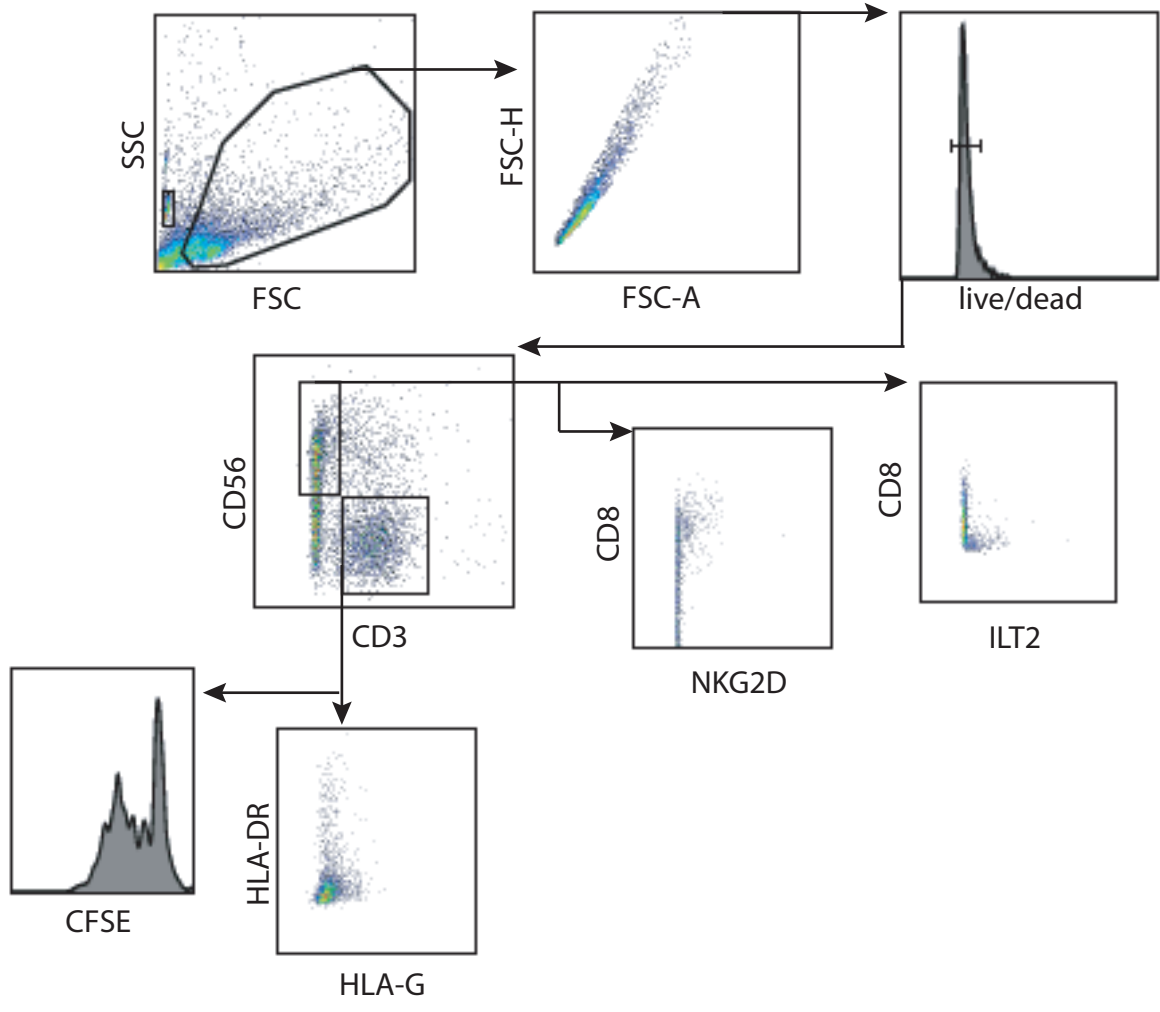 SSC
FSC
FSC-H
FSC-A
live/dead
CD56
CD3
CD8
NKG2D
CD8
ILT2
CFSE
HLA-DR
HLA-G